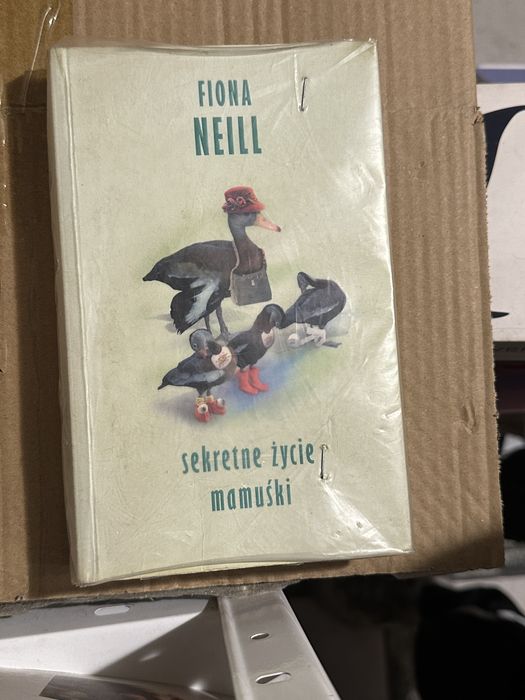 FIONA
NEILL
sekretne życie
mamuśki